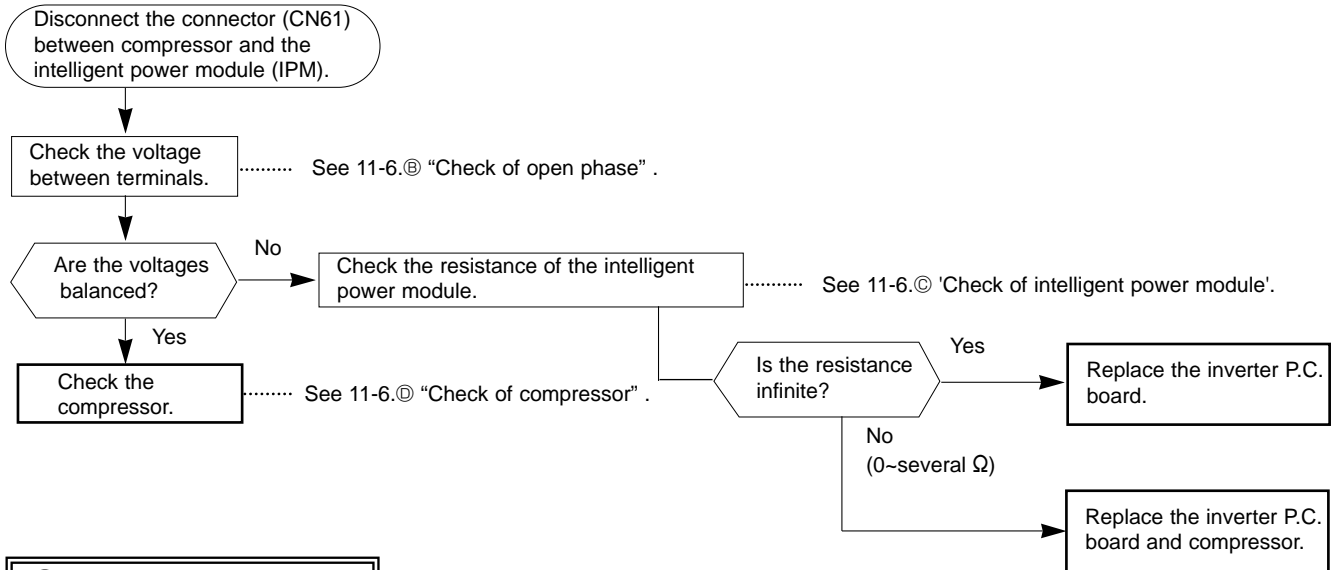 Disconnect the connector (CN61)
between compressor and the
intelligent power module (IPM).
Check the voltage
between terminals.
See 11-6.Ⓑ “Check of open phase” .
Are the voltages
balanced?
No
Check the resistance of the intelligent
power module.
See 11-6.Ⓒ 'Check of intelligent power module'.
Yes
Check the
compressor.
See 11-6.Ⓓ “Check of compressor” .
Is the resistance
infinite?
Yes
Replace the inverter P.C.
board.
No
(0~several Ω)
Replace the inverter P.C.
board and compressor.